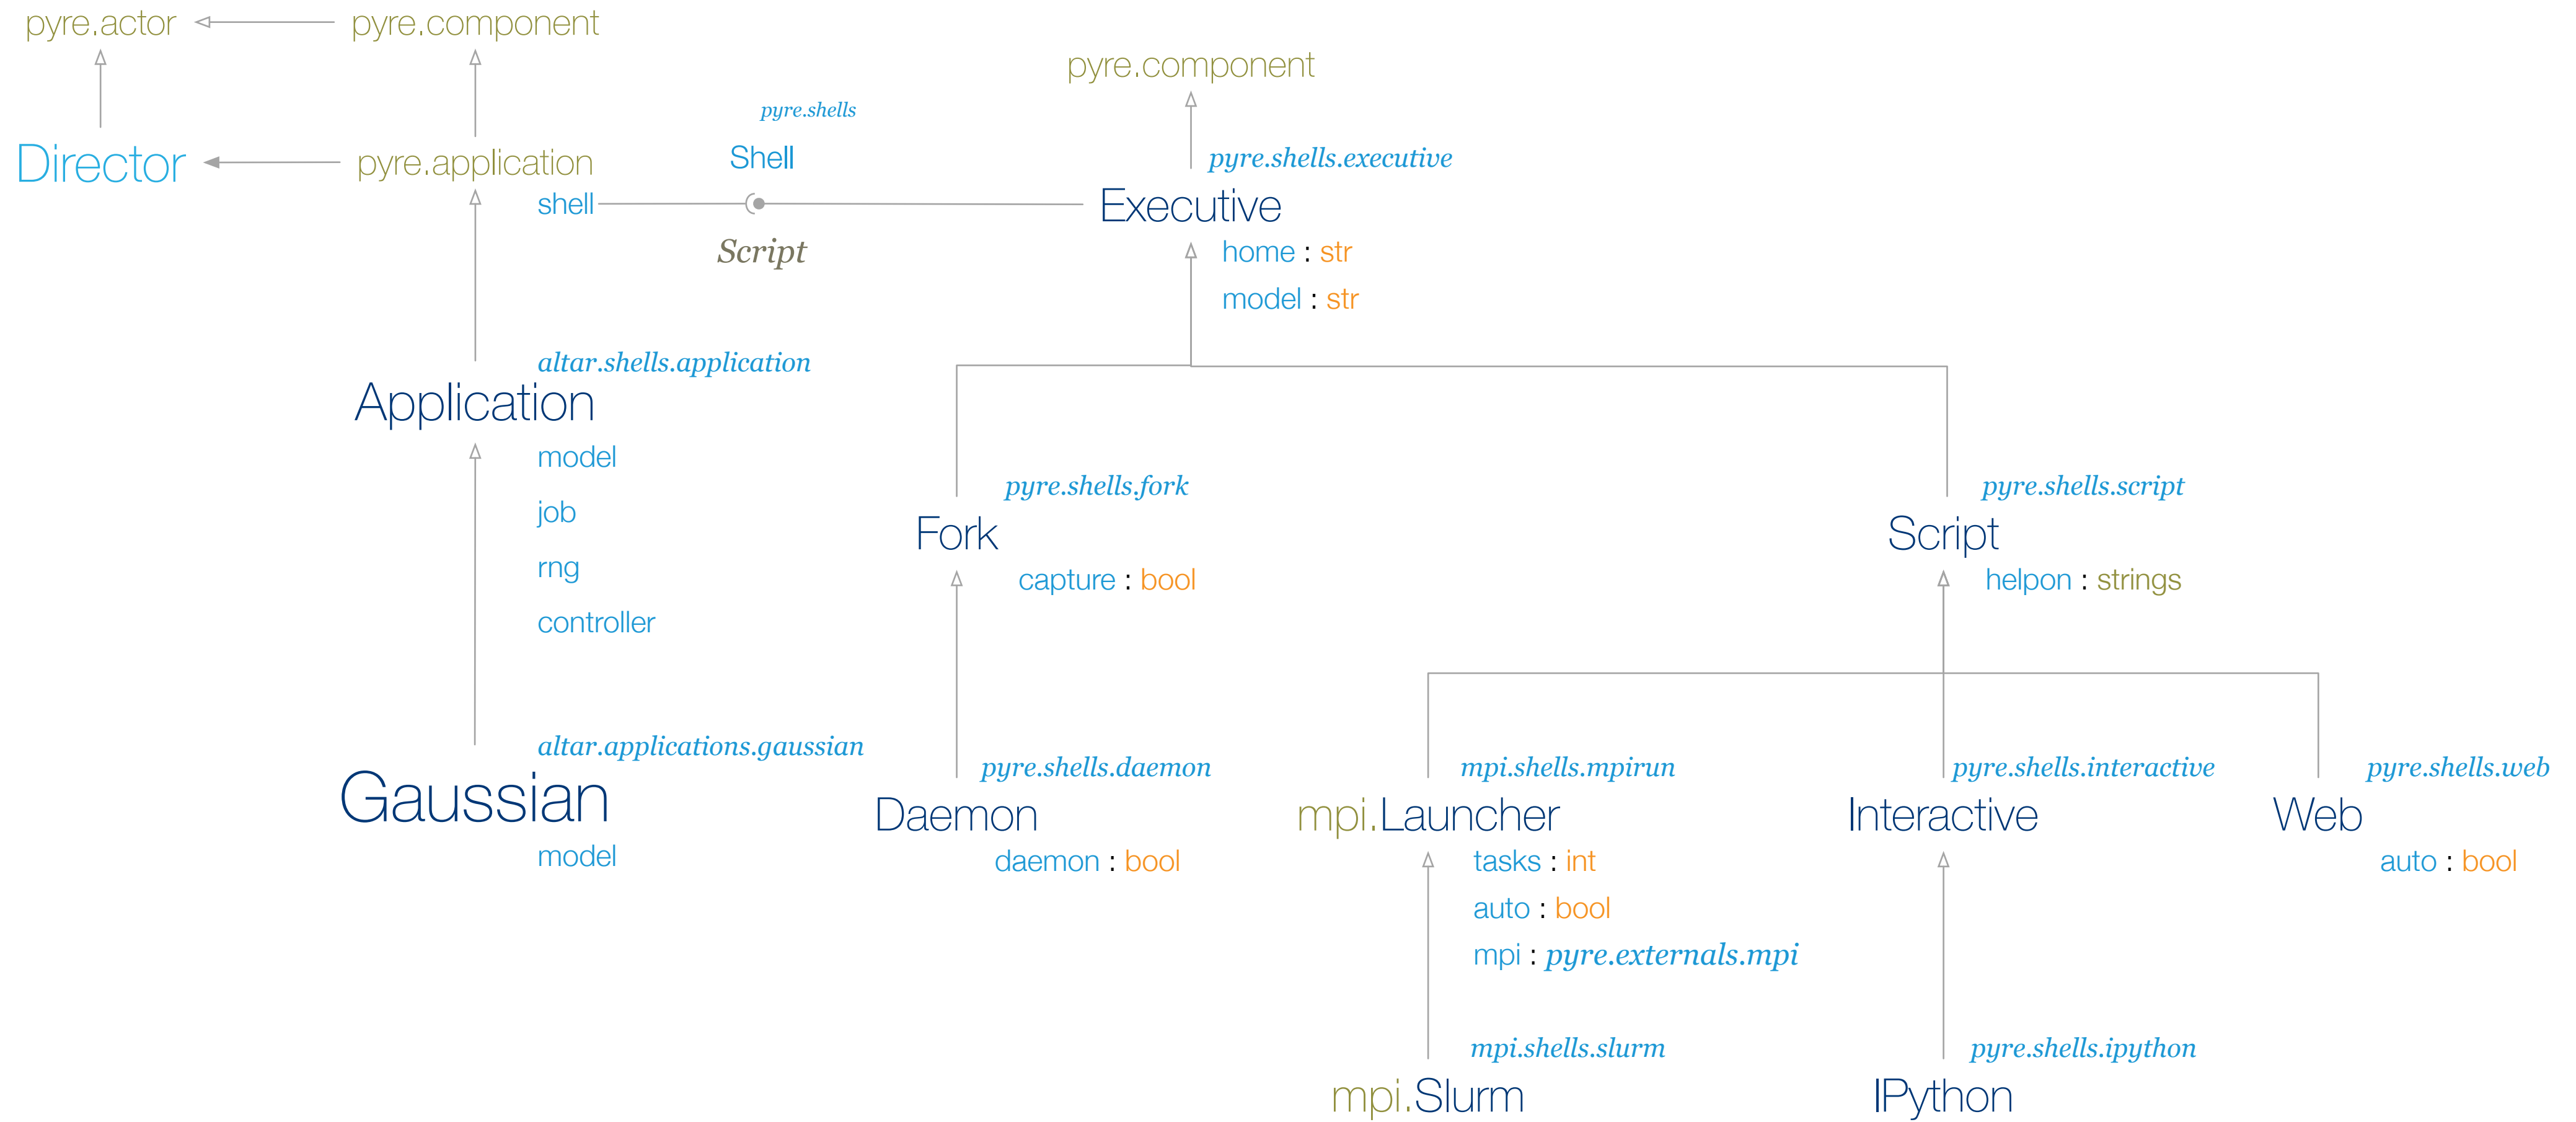 pyre.actor
pyre.component
pyre.component
pyre.shells
Director
pyre.application
Shell
pyre.shells.executive
shell
Executive
Script
home : str
model : str
altar.shells.application
Application
model
job
rng
controller
pyre.shells.fork
Fork
capture : bool
pyre.shells.script
Script
helpon : strings
altar.applications.gaussian
Gaussian
model
pyre.shells.daemon
Daemon
daemon : bool
mpi.shells.mpirun
mpi.Launcher
tasks : int
auto : bool
mpi : pyre.externals.mpi
pyre.shells.interactive
Interactive
pyre.shells.web
Web
auto : bool
mpi.shells.slurm
mpi.Slurm
pyre.shells.ipython
IPython